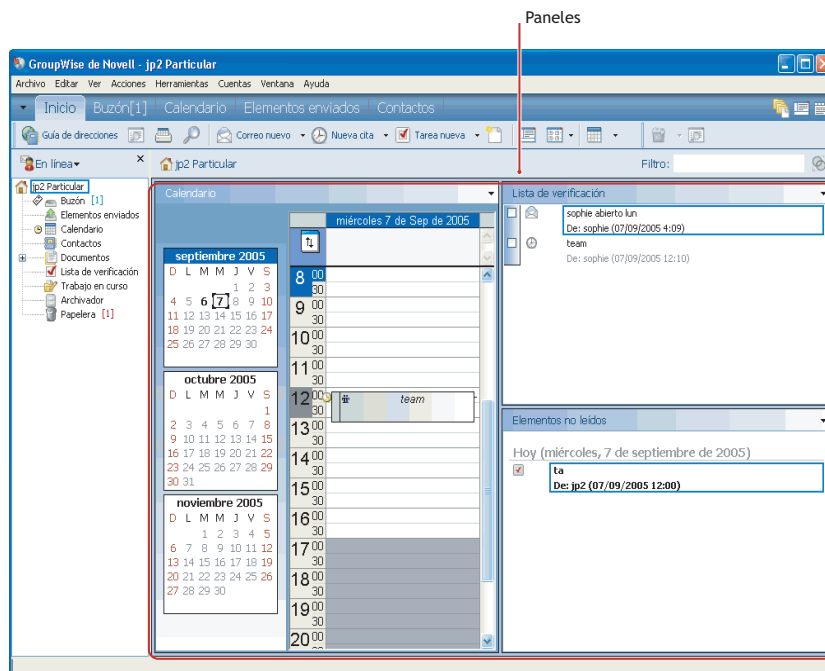 Paneles
GroupWise de Novell - jp2 Particular
Archivo Editar Ver Acciones Herramientas Cuentas Ventana Ayuda
Inicio Buzón[1] Calendario Elementos enviados Contactos
Guía de direcciones Correo nuevo Nueva cita Tarea nueva
En línea
jp2 Particular
Filtro:
jp2 Particular
Buzón [1]
Elementos enviados
Calendario
Contactos
Documentos
Lista de verificación
Trabajo en curso
Archivador
Papelera [1]
Calendario
septiembre 2005
D L M M J V S
1 2 3
4 5 6 7 8 9 10
11 12 13 14 15 16 17
18 19 20 21 22 23 24
25 26 27 28 29 30
octubre 2005
D L M M J V S
1
2 3 4 5 6 7 8
9 10 11 12 13 14 15
16 17 18 19 20 21 22
23 24 25 26 27 28 29
30 31
noviembre 2005
D L M M J V S
1 2 3 4 5
6 7 8 9 10 11 12
13 14 15 16 17 18 19
20 21 22 23 24 25 26
27 28 29 30
miércoles 7 de Sep de 2005
8 00
30
9 00
30
10 00
30
11 00
30
12 00
30
team
13 00
30
14 00
30
15 00
30
16 00
30
17 00
30
18 00
30
19 00
30
20 00
Lista de verificación
sophie abierto lun
De: sophie (07/09/2005 4:09)
team
De: sophie (07/09/2005 12:10)
Elementos no leídos
Hoy (miércoles, 7 de septiembre de 2005)
ta
De: jp2 (07/09/2005 12:00)